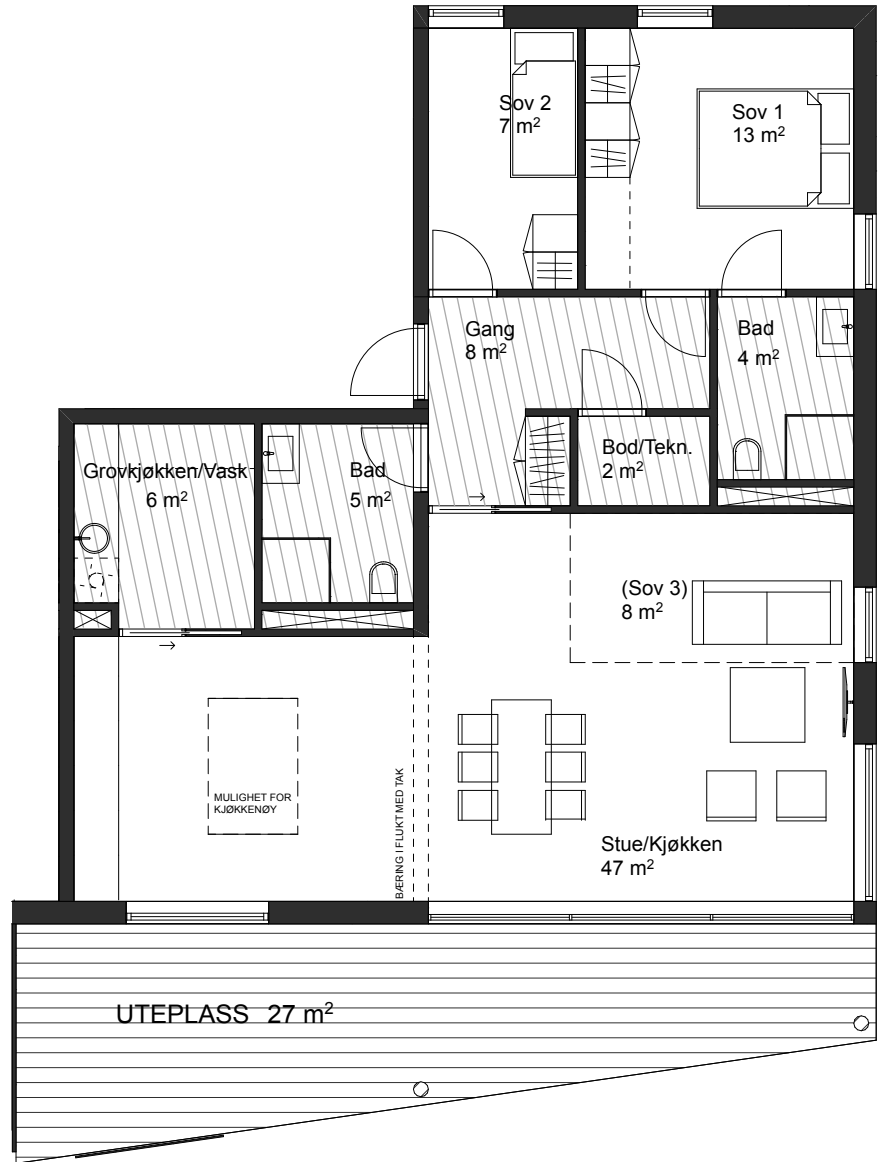 Sov 2
7 m²
Sov 1
13 m²
Gang
8 m²
Bad
4 m²
Grovkjøkken/Vask
6 m²
Bad
5 m²
Bod/Tekn.
2 m²
(Sov 3)
8 m²
MULIGHET FOR
KJØKKENØY
BÆRING I FLUKT MED TAK
Stue/Kjøkken
47 m²
UTEPLASS 27 m²